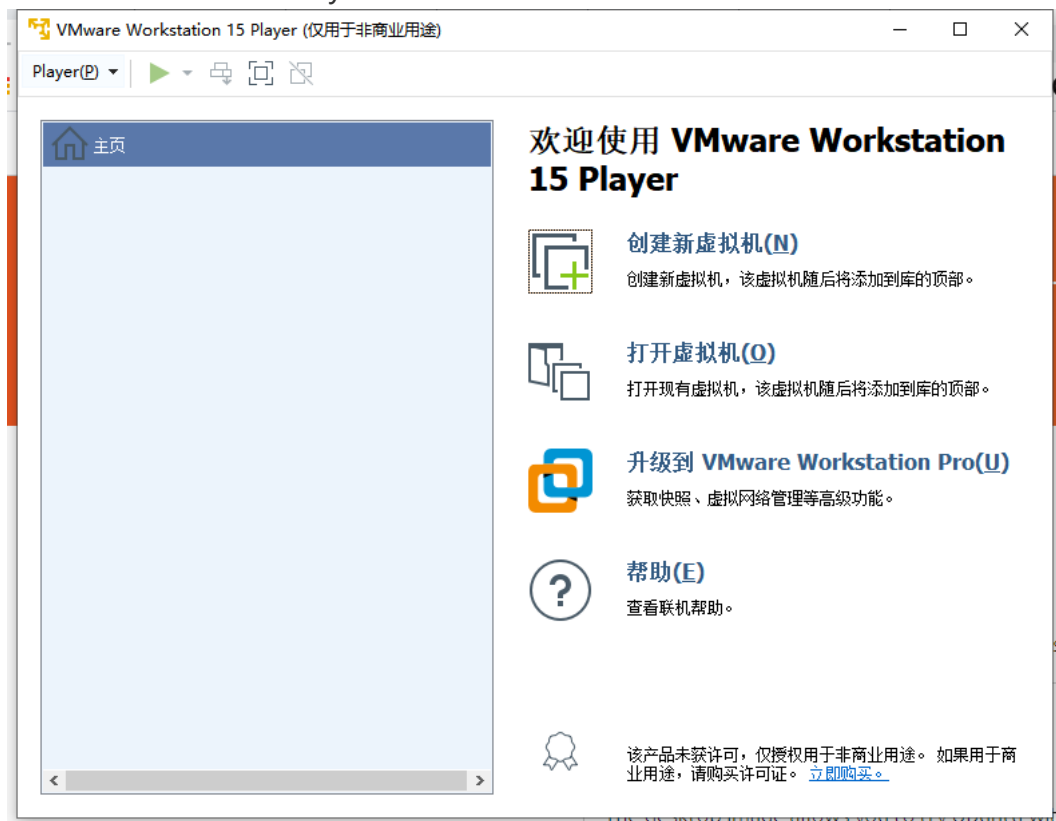 VMware Workstation 15 Player (仅用于非商业用途)
Player(P)
主页
欢迎使用 VMware Workstation
15 Player
创建新虚拟机(N)
创建新虚拟机，该虚拟机随后将添加到库的顶部。
打开虚拟机(O)
打开现有虚拟机，该虚拟机随后将添加到库的顶部。
升级到 VMware Workstation Pro(U)
获取快照、虚拟网络管理等高级功能。
帮助(E)
查看联机帮助。
该产品未获许可，仅授权用于非商业用途。 如果用于商
业用途，请购买许可证。 立即购买。